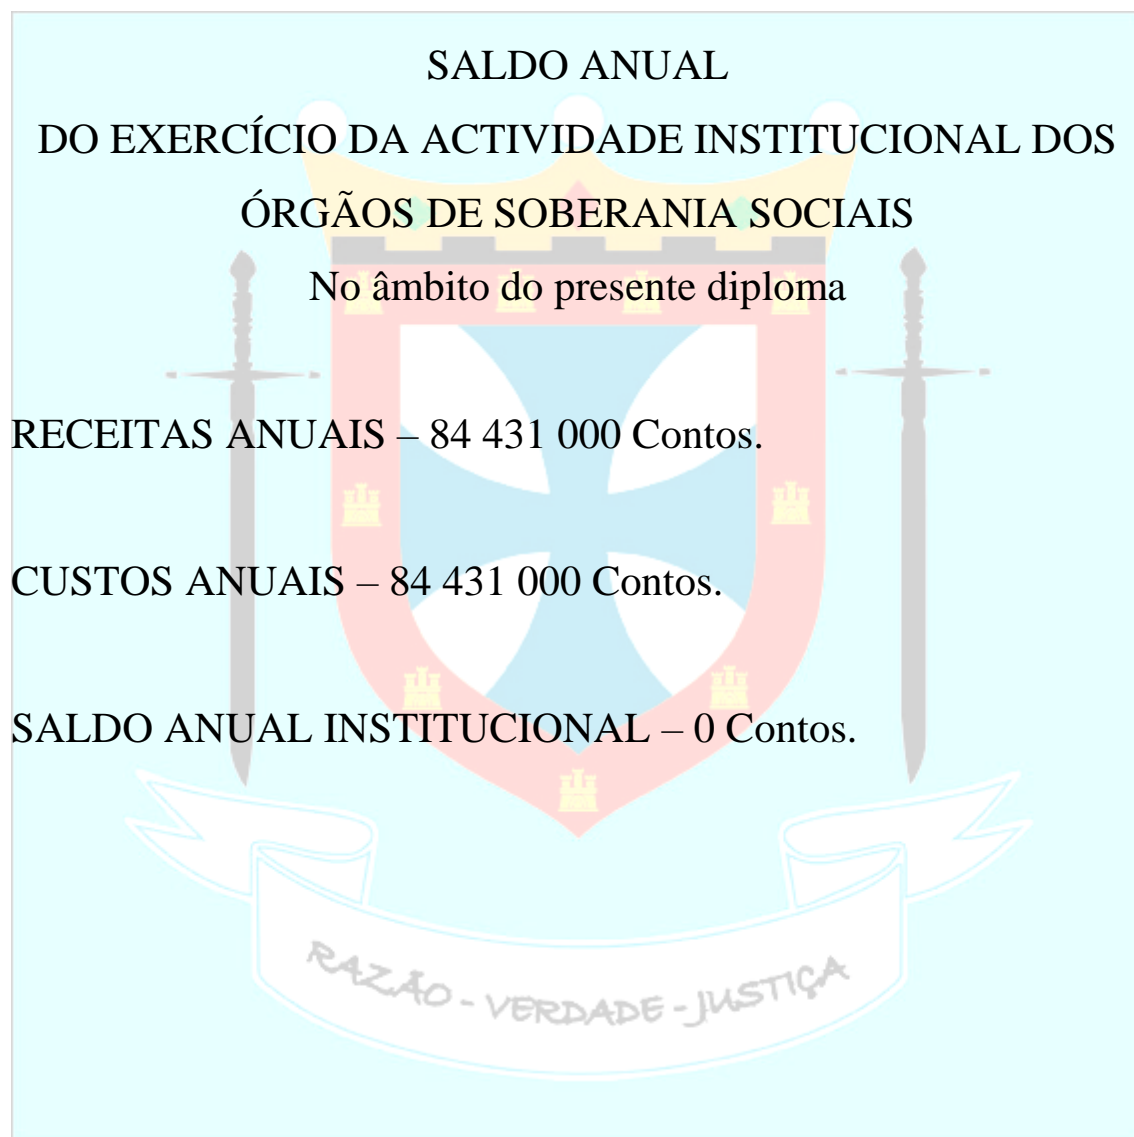 SALDO ANUAL
DO EXERCÍCIO DA ACTIVIDADE INSTITUCIONAL DOS
ÓRGÃOS DE SOBERANIA SOCIAIS
No âmbito do presente diploma
RECEITAS ANUAIS – 84 431 000 Contos.
CUSTOS ANUAIS – 84 431 000 Contos.
SALDO ANUAL INSTITUCIONAL – 0 Contos.
RAZÃO - VERDADE - JUSTIÇA